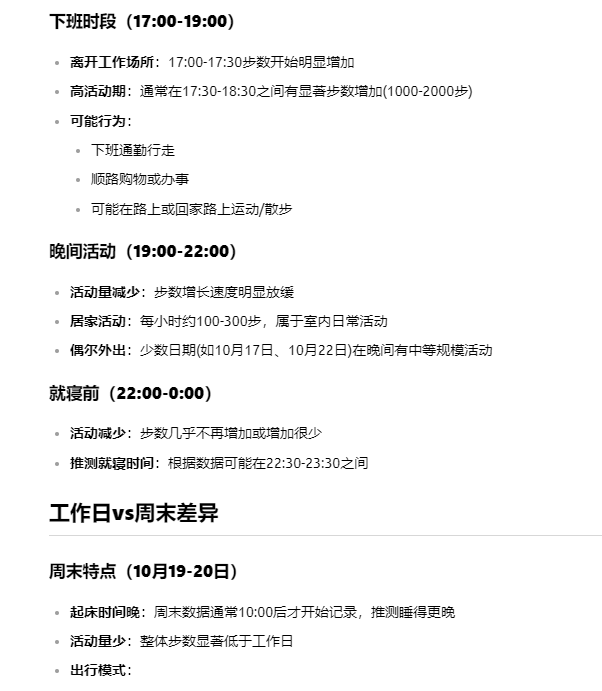 下班时段（17:00-19:00）
离开工作场所：17:00-17:30步数开始明显增加
高活动期：通常在17:30-18:30之间有显著步数增加(1000-2000步)
可能行为：
下班通勤行走
顺路购物或办事
可能在路上或回家路上运动/散步
晚间活动（19:00-22:00）
活动量减少：步数增长速度明显放缓
居家活动：每小时约100-300步，属于室内日常活动
偶尔外出：少数日期(如10月17日、10月22日)在晚间有中等规模活动
就寝前（22:00-0:00）
活动减少：步数几乎不再增加或增加很少
推测就寝时间：根据数据可能在22:30-23:30之间
工作日vs周末差异
周末特点（10月19-20日）
起床时间晚：周末数据通常10:00后才开始记录，推测睡得更晚
活动量少：整体步数显著低于工作日
出行模式：